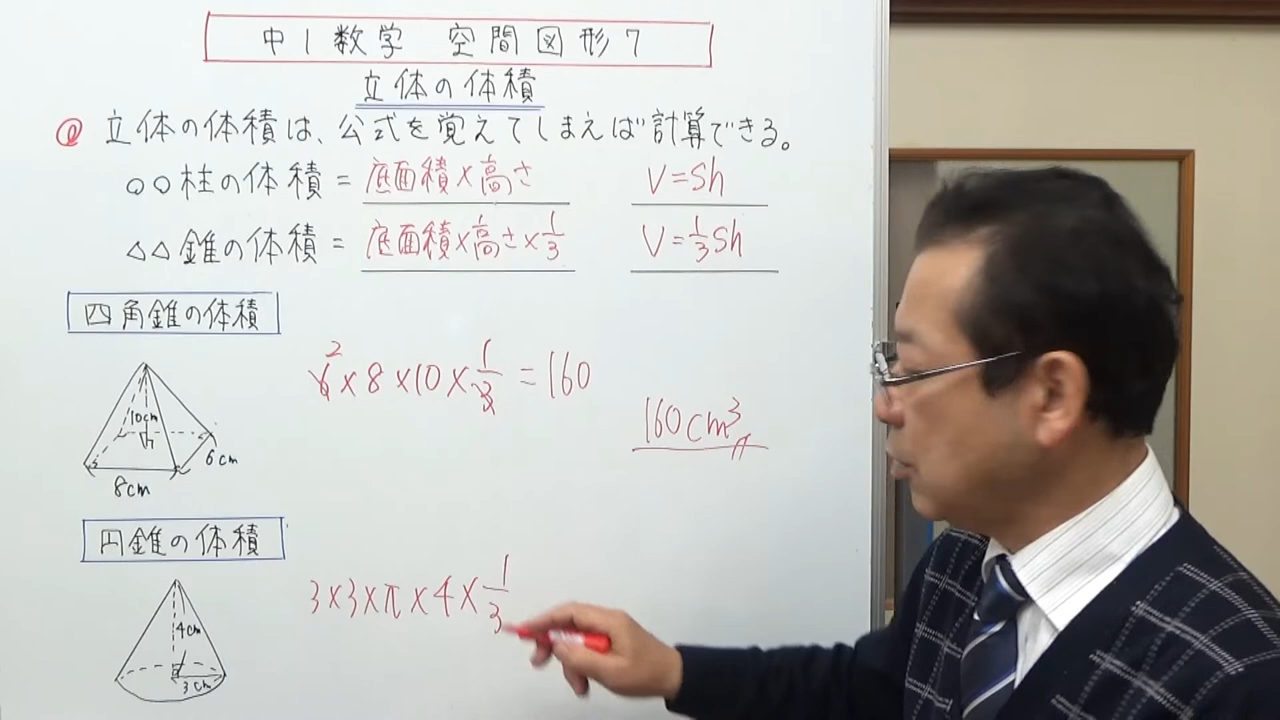 中1数学 空間図形7
立体の体積
@ 立体の体積は、公式を覚えてしまえば計算できる。
○○柱の体積 = 底面積×高さ V=Sh
△△錐の体積 = 底面積×高さ×1/3 V=1/3Sh
四角錐の体積
6×8×10×1/3=160
2
160cm³
10cm
6cm
8cm
円錐の体積
3×3×π×4×1/3
4cm
3cm